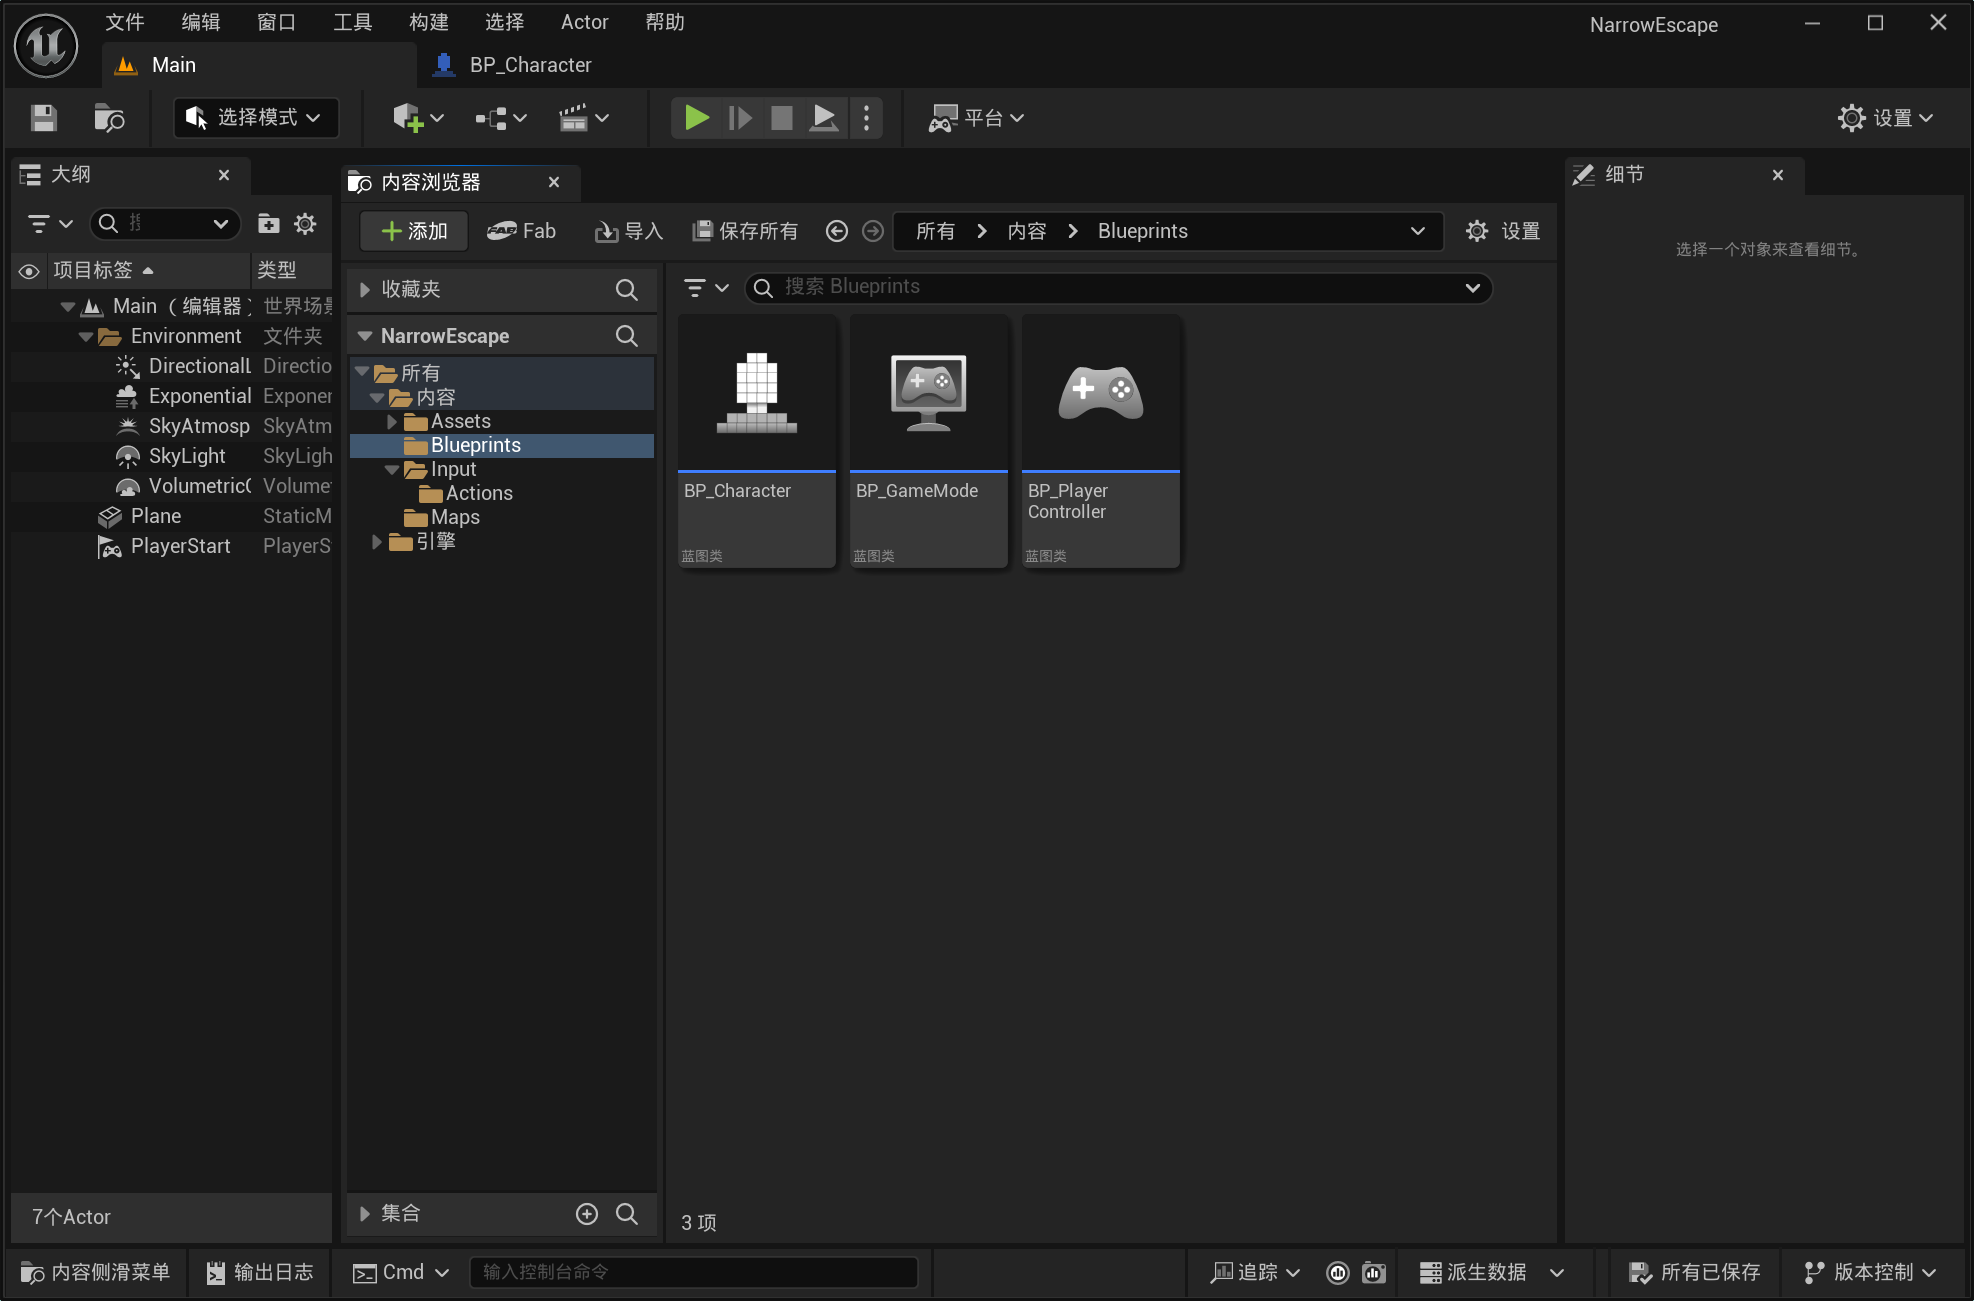 文件 编辑 窗口 工具 构建 选择 Actor 帮助
NarrowEscape
Main
BP_Character
选择模式
平台
设置
大纲
项目标签 类型
Main （编辑器） 世界场景
Environment 文件夹
DirectionalL Directio
Exponential Exponer
SkyAtmosp SkyAtm
SkyLight SkyLigh
VolumetricC Volume
Plane StaticM
PlayerStart PlayerS
7个Actor
内容浏览器
添加 Fab 导入 保存所有 所有 内容 Blueprints 设置
收藏夹
NarrowEscape
所有
内容
Assets
Blueprints
Input
Actions
Maps
引擎
集合
搜索 Blueprints
BP_Character
蓝图类
BP_GameMode
蓝图类
BP_Player
Controller
蓝图类
3 项
细节
选择一个对象来查看细节。
内容侧滑菜单 输出日志 Cmd 输入控制台命令 追踪 派生数据 所有已保存 版本控制